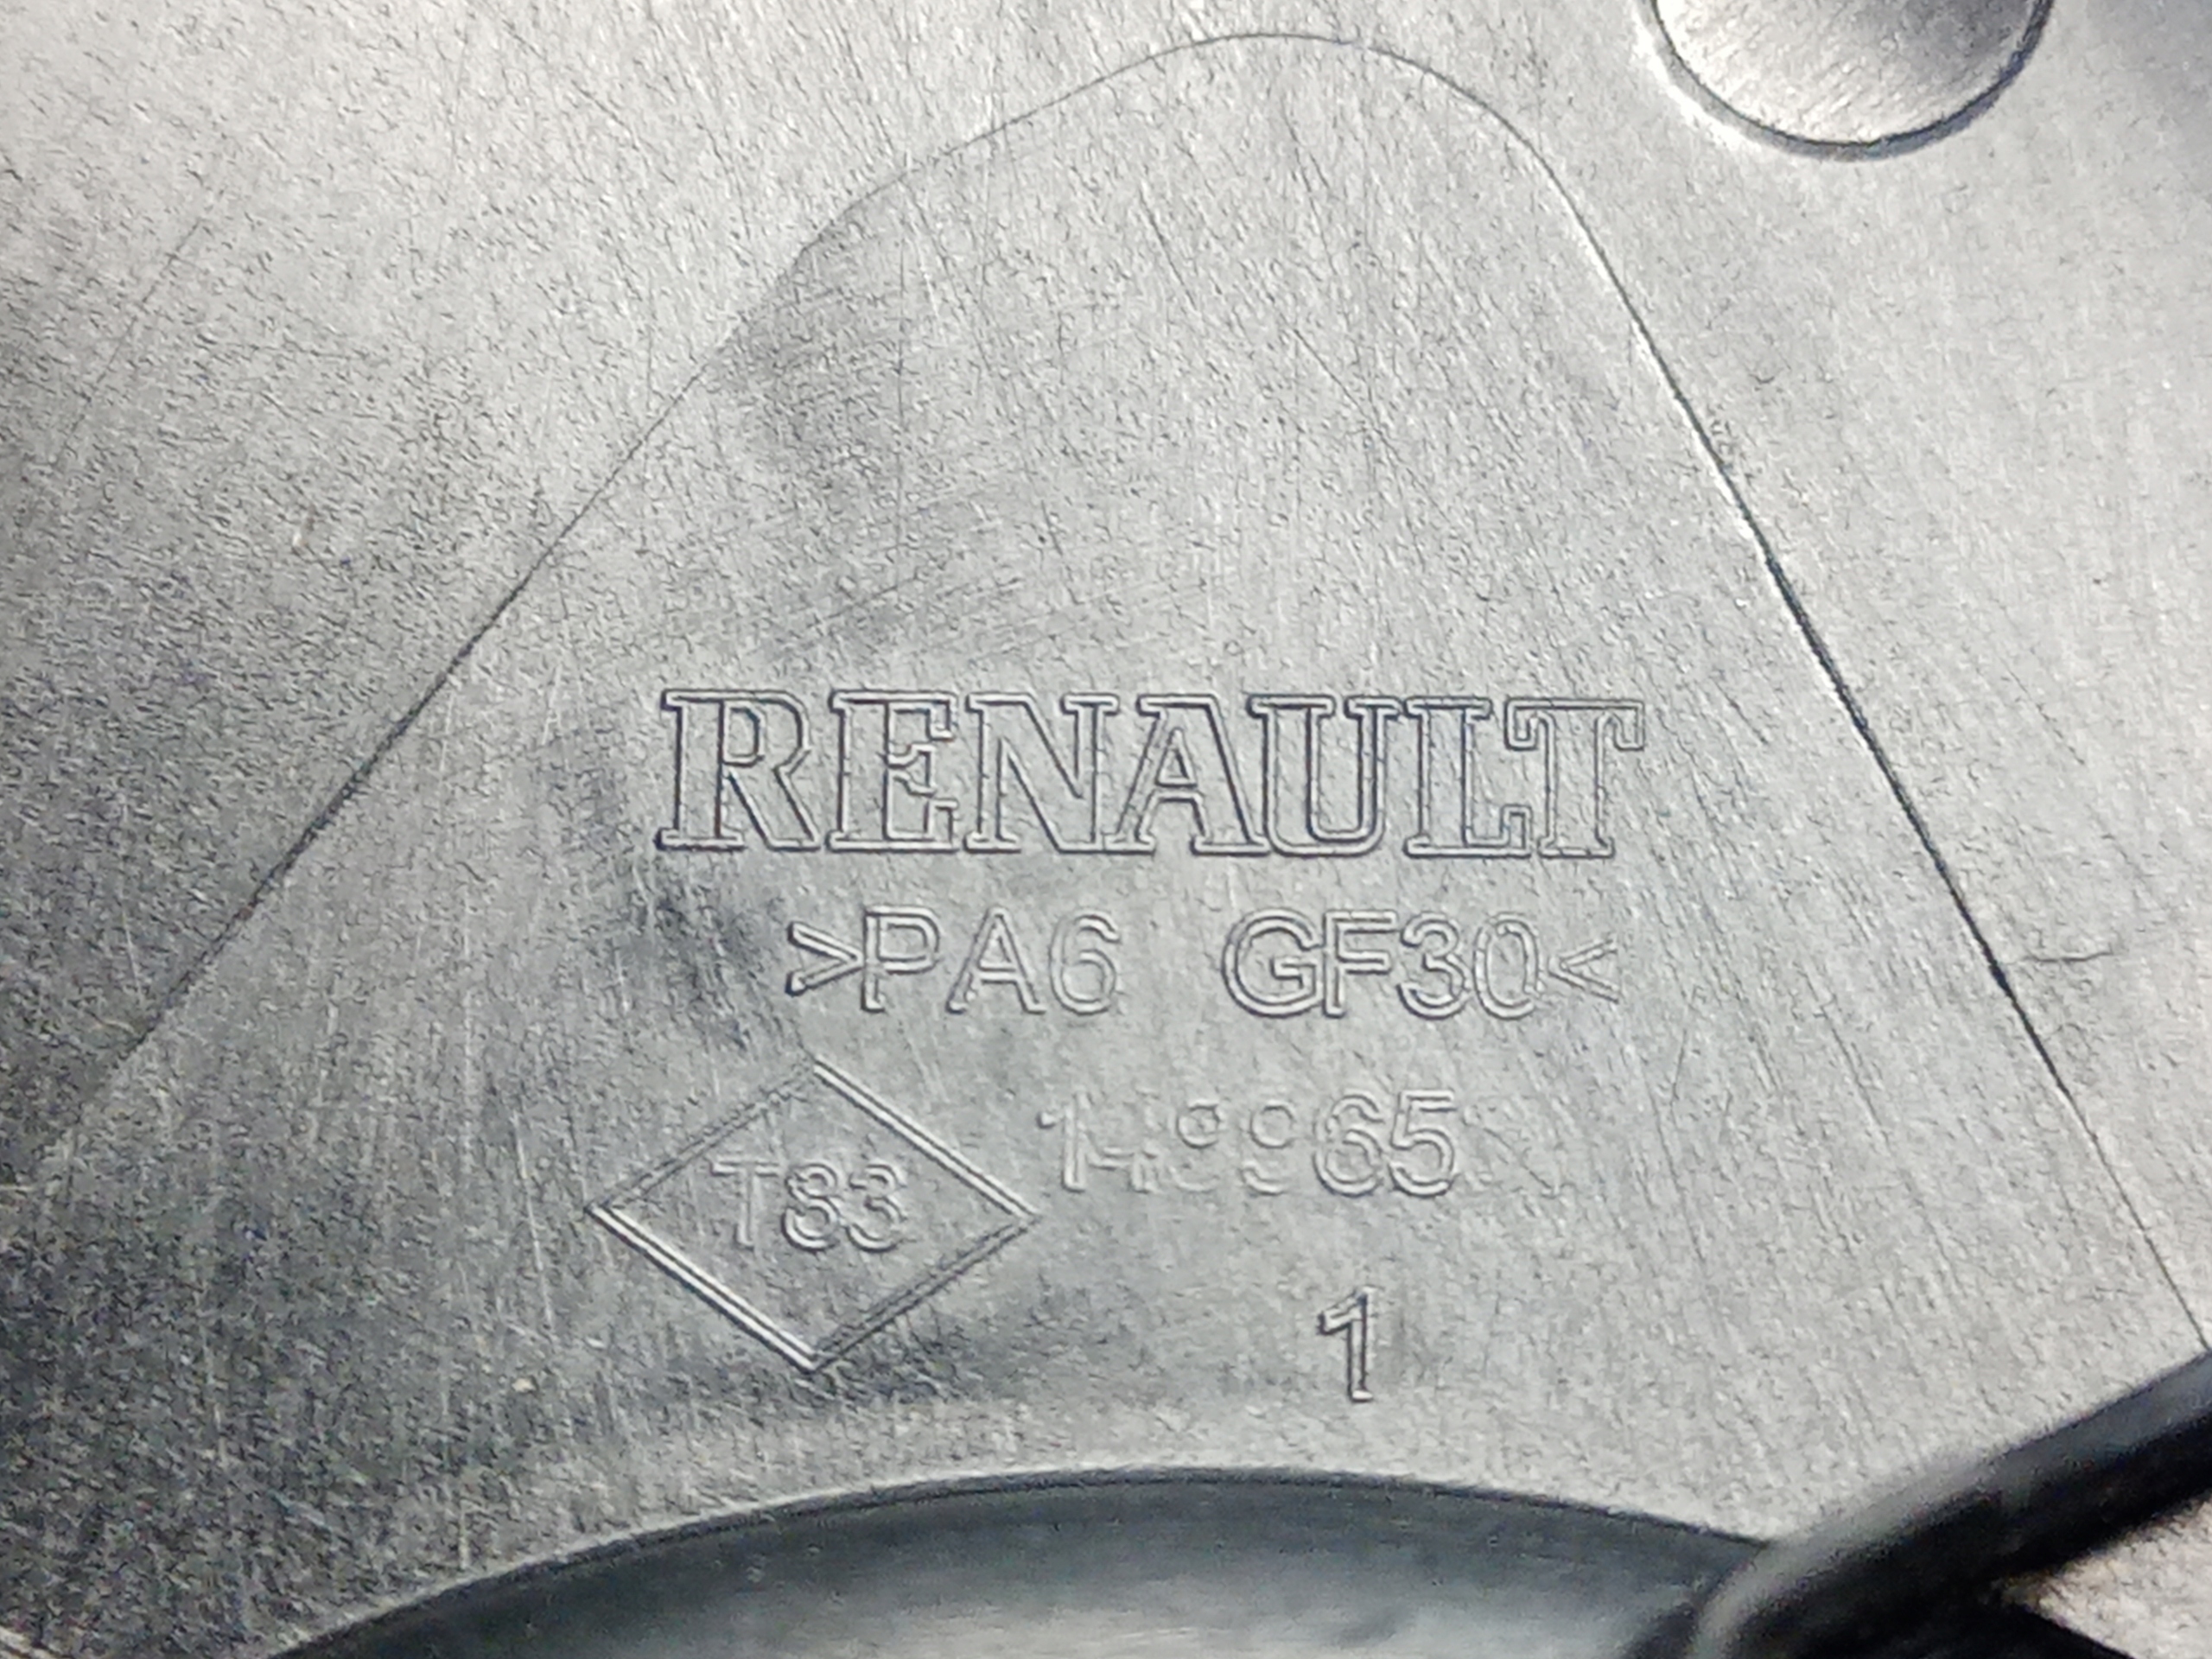 RENAULT
>PA6 GF30<
T83
1